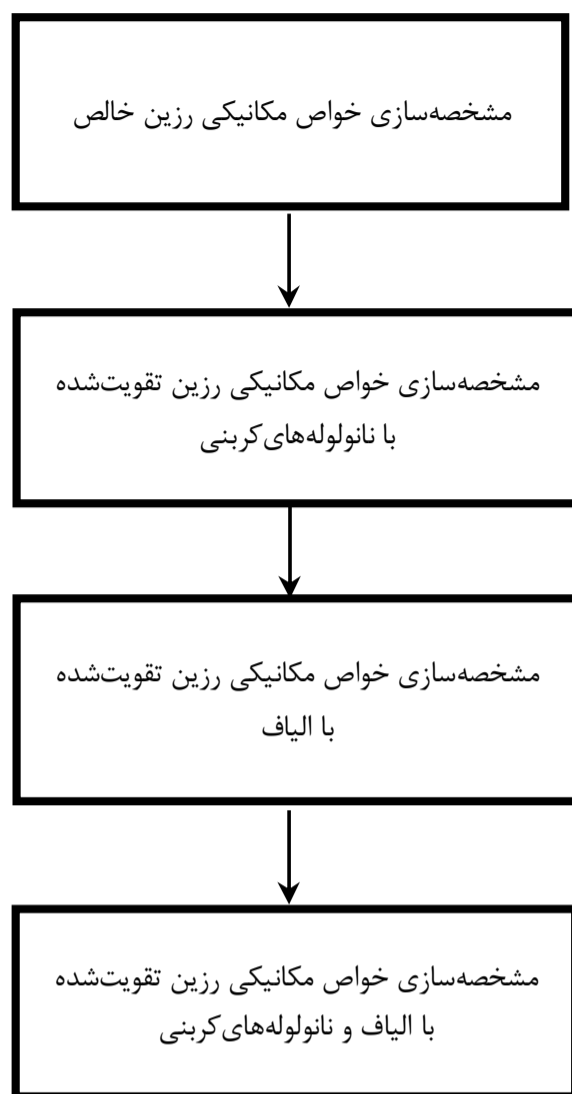 مشخصه‌سازی خواص مکانیکی رزین خالص
مشخصه‌سازی خواص مکانیکی رزین تقویت‌شده
با نانولوله‌های‌کربنی
مشخصه‌سازی خواص مکانیکی رزین تقویت‌شده
با الیاف
مشخصه‌سازی خواص مکانیکی رزین تقویت‌شده
با الیاف و نانولوله‌های‌کربنی